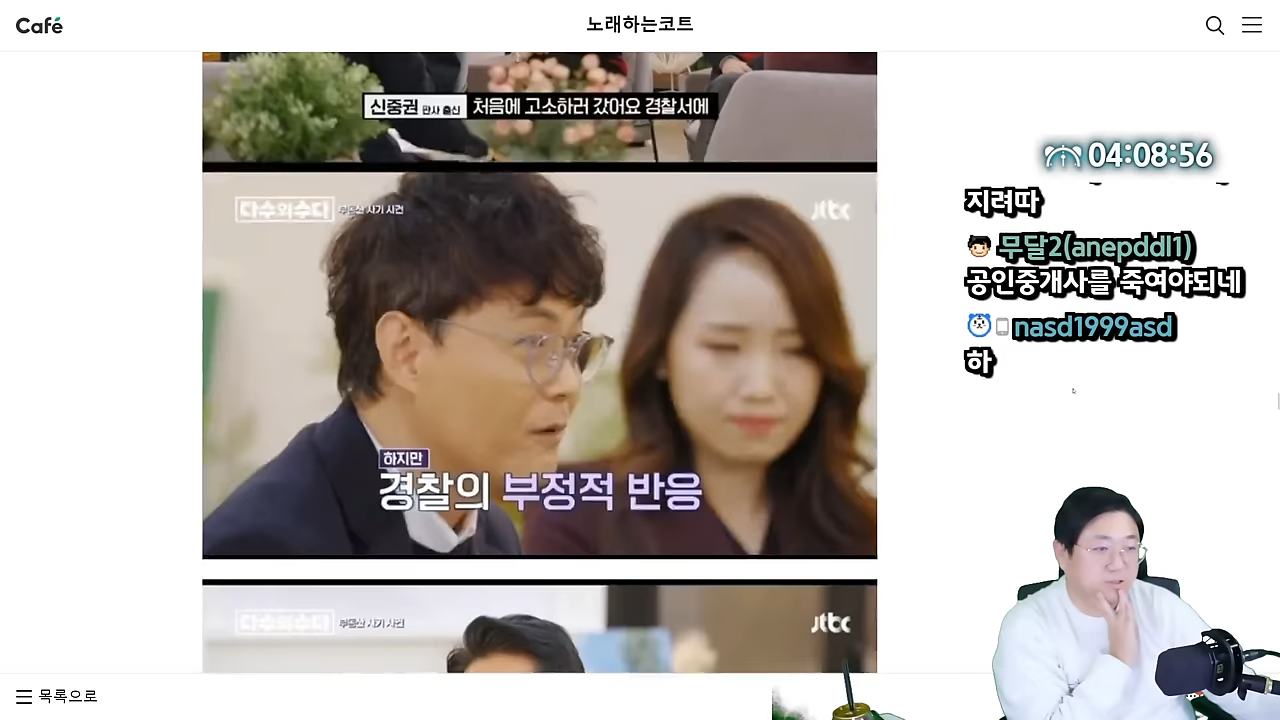 Café
노래하는코트
신중권 판사 출신 처음에 고소하러 갔어요 경찰서에
04:08:56
지려따
다수의수다 부동산 사기 사건
jtbc
무달2(anepddl1)
공인중개사를 죽여야되네
nasd1999asd
하
하지만
경찰의 부정적 반응
다수의수다 부동산 사기 사건
jtbc
목록으로